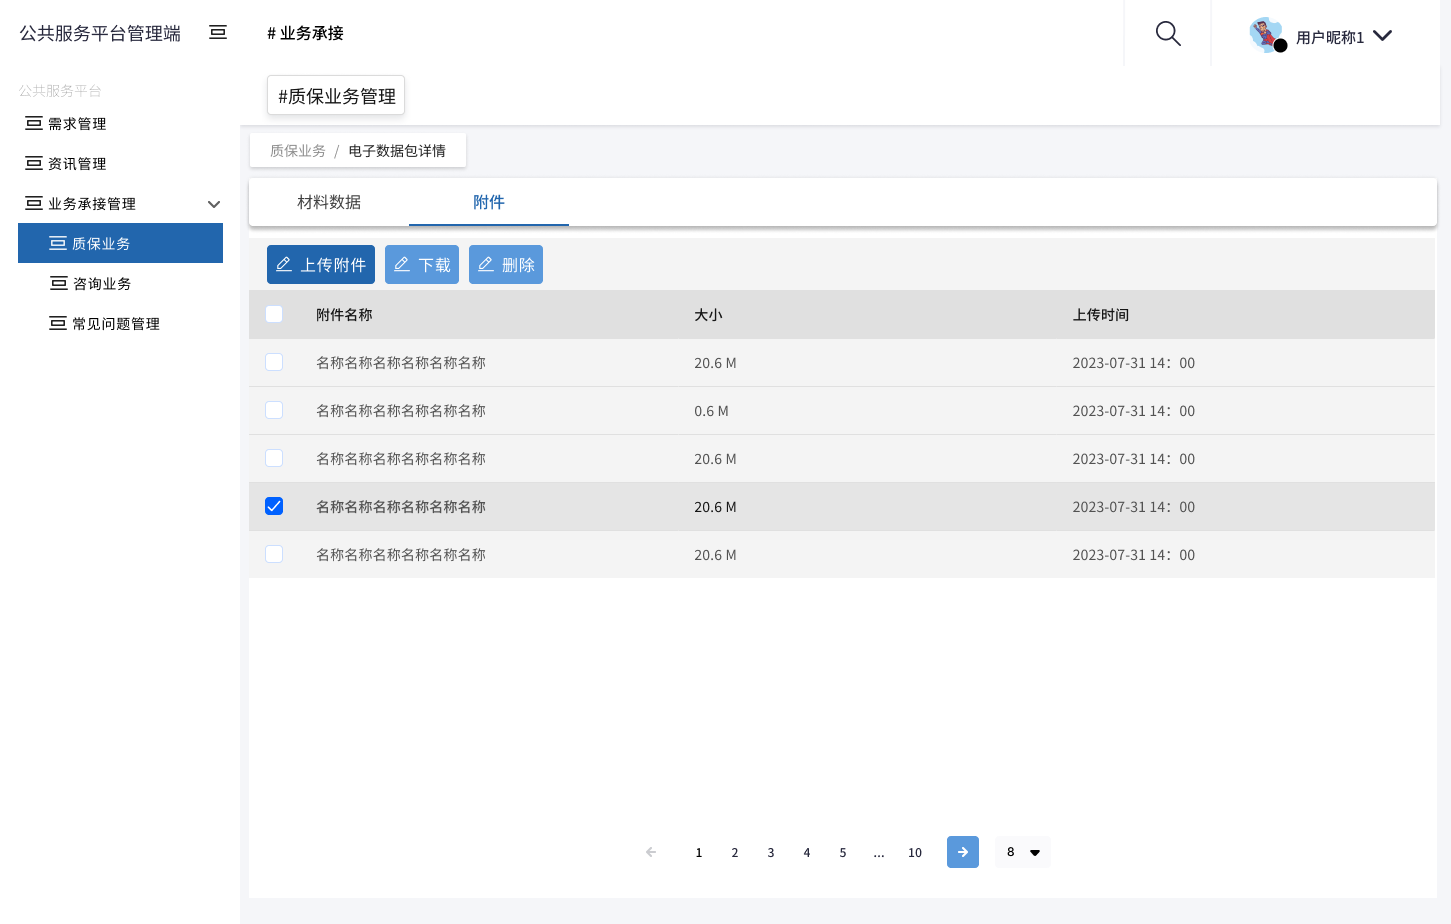 公共服务平台管理端
# 业务承接
用户昵称1
#质保业务管理
公共服务平台
需求管理
资讯管理
业务承接管理
质保业务
咨询业务
常见问题管理
质保业务 / 电子数据包详情
材料数据 附件
上传附件 下载 删除
附件名称 大小 上传时间
名称名称名称名称名称名称 20.6 M 2023-07-31 14：00
名称名称名称名称名称名称 0.6 M 2023-07-31 14：00
名称名称名称名称名称名称 20.6 M 2023-07-31 14：00
名称名称名称名称名称名称 20.6 M 2023-07-31 14：00
名称名称名称名称名称名称 20.6 M 2023-07-31 14：00
1 2 3 4 5 ... 10 8